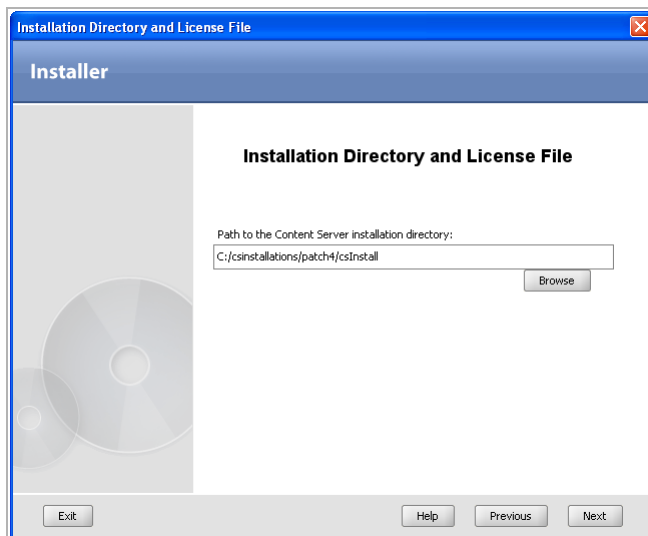 Installation Directory and License File
Installer
Installation Directory and License File
Path to the Content Server installation directory:
C:/csinstallations/patch4/csInstall
Browse
Exit
Help
Previous
Next